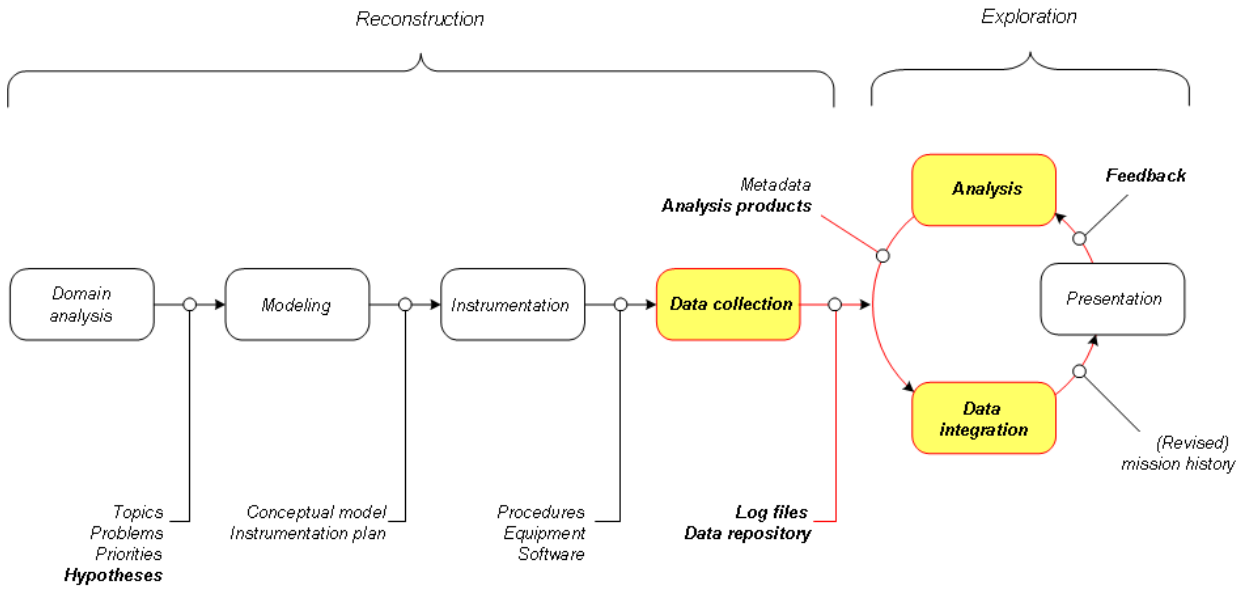 Reconstruction
Exploration
Metadata
Analysis products
Analysis
Feedback
Domain
analysis
Modeling
Instrumentation
Data collection
Presentation
Data
integration
(Revised)
mission history
Topics
Problems
Priorities
Hypotheses
Conceptual model
Instrumentation plan
Procedures
Equipment
Software
Log files
Data repository